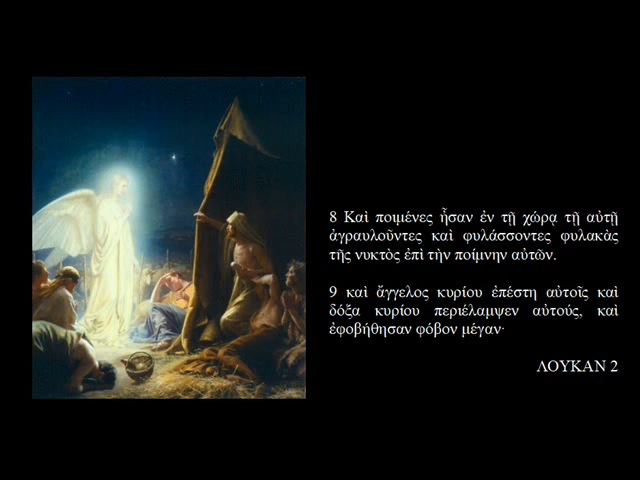 8 Καὶ ποιμένες ἦσαν ἐν τῇ χώρᾳ τῇ αὐτῇ
ἀγραυλοῦντες καὶ φυλάσσοντες φυλακὰς
τῆς νυκτὸς ἐπὶ τὴν ποίμνην αὐτῶν.
9 καὶ ἄγγελος κυρίου ἐπέστη αὐτοῖς καὶ
δόξα κυρίου περιέλαμψεν αὐτούς, καὶ
ἐφοβήθησαν φόβον μέγαν·
ΛΟΥΚΑΝ 2